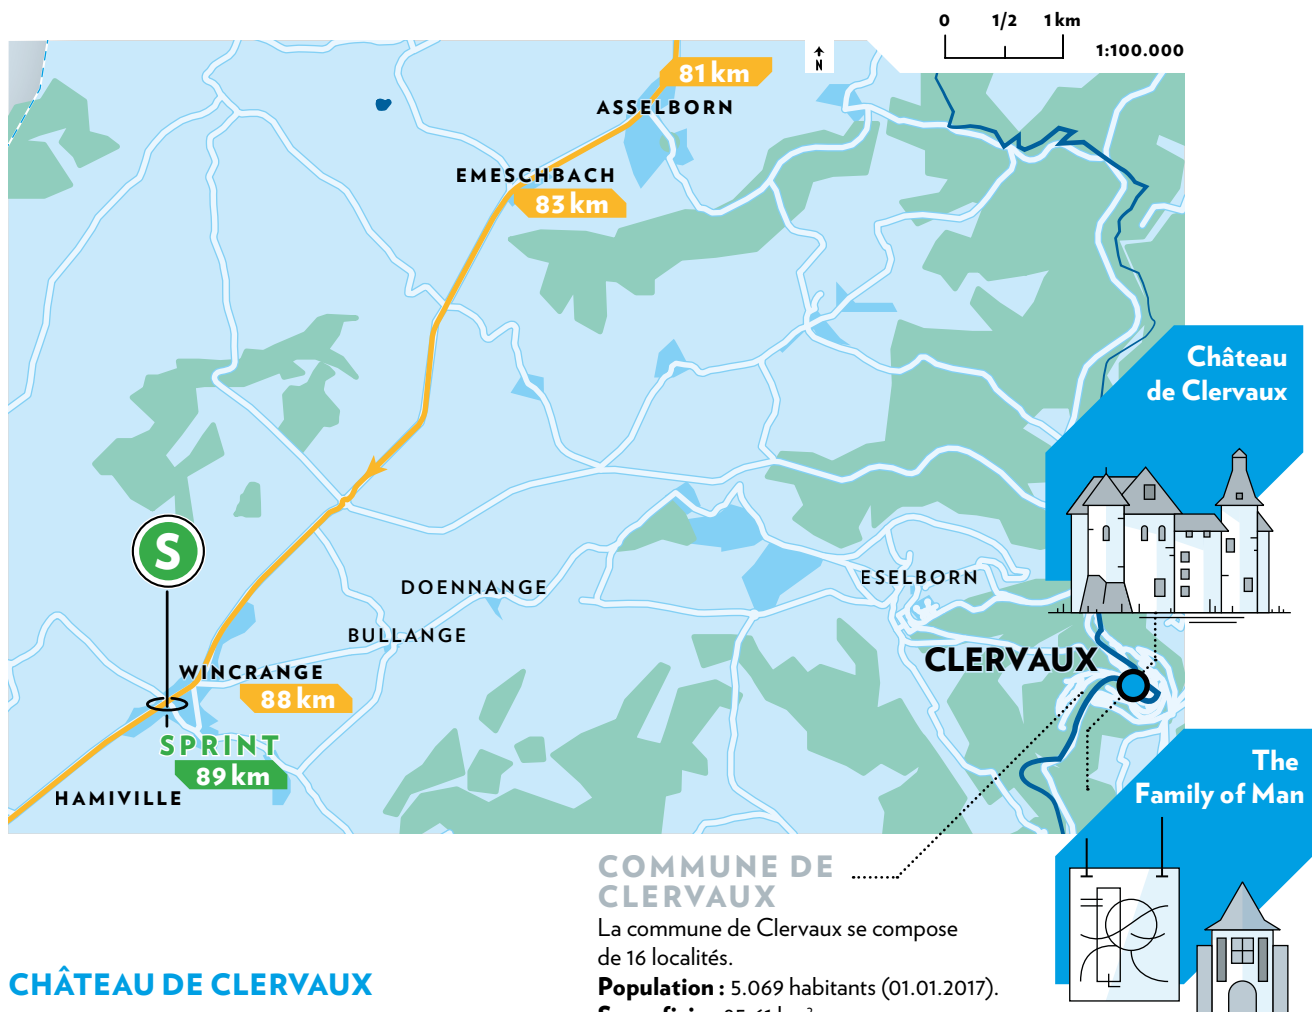 0 1/2 1 km
1:100.000
N
81 km
ASSELBORN
EMESCHBACH
83 km
Château
de Clervaux
S
DOENNANGE
ESELBORN
BULLANGE
CLERVAUX
WINCRANGE
88 km
SPRINT
89 km
HAMIVILLE
The
Family of Man
COMMUNE DE
CLERVAUX
La commune de Clervaux se compose
de 16 localités.
Population : 5.069 habitants (01.01.2017).
CHÂTEAU DE CLERVAUX